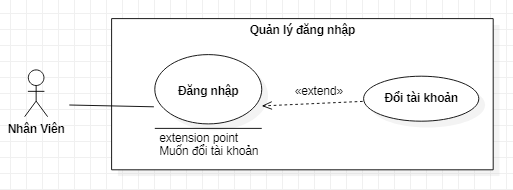 Quản lý đăng nhập
Đăng nhập
«extend»
Đổi tài khoản
Nhân Viên
extension point
Muốn đổi tài khoản